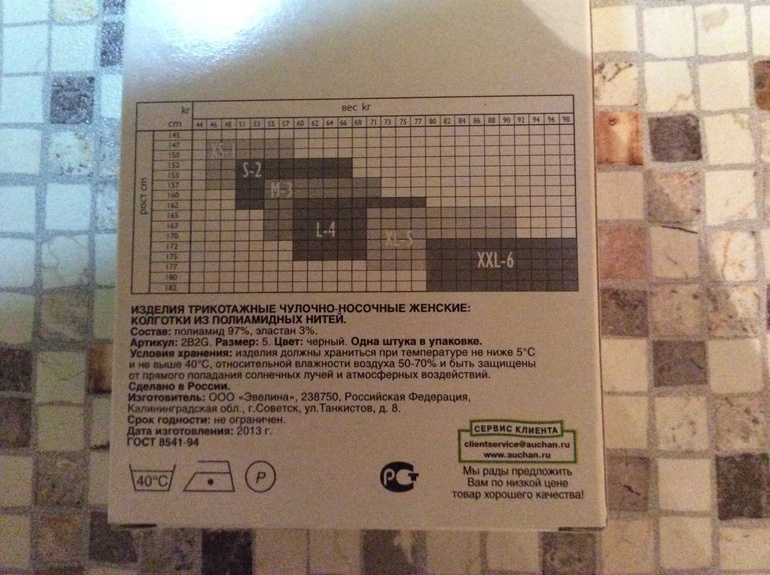 kг вес kг
cm 44 46 48 51 53 55 57 60 62 64 66 68 71 73 75 77 80 82 84 86 88 90 92 94 96 98
рост cm
145
147
150
152
155
157
160
162
165
167
170
172
175
177
180
182
XS-1
S-2
M-3
L-4
XL-5
XXL-6
ИЗДЕЛИЯ ТРИКОТАЖНЫЕ ЧУЛОЧНО-НОСОЧНЫЕ ЖЕНСКИЕ:
КОЛГОТКИ ИЗ ПОЛИАМИДНЫХ НИТЕЙ.
Состав: полиамид 97%, эластан 3%.
Артикул: 2B2G. Размер: 5. Цвет: черный. Одна штука в упаковке.
Условия хранения: изделия должны храниться при температуре не ниже 5°С
и не выше 40°С, относительной влажности воздуха 50-70% и быть защищены
от прямого попадания солнечных лучей и атмосферных воздействий.
Сделано в России.
Изготовитель: ООО «Эвелина», 238750, Российская Федерация,
Калининградская обл., г.Советск, ул.Танкистов, д. 8.
Срок годности: не ограничен.
Дата изготовления: 2013 г.
ГОСТ 8541-94
40°C P РСТ
СЕРВИС КЛИЕНТА
clientservice@auchan.ru
www.auchan.ru
Мы рады предложить
Вам по низкой цене
товар хорошего качества!